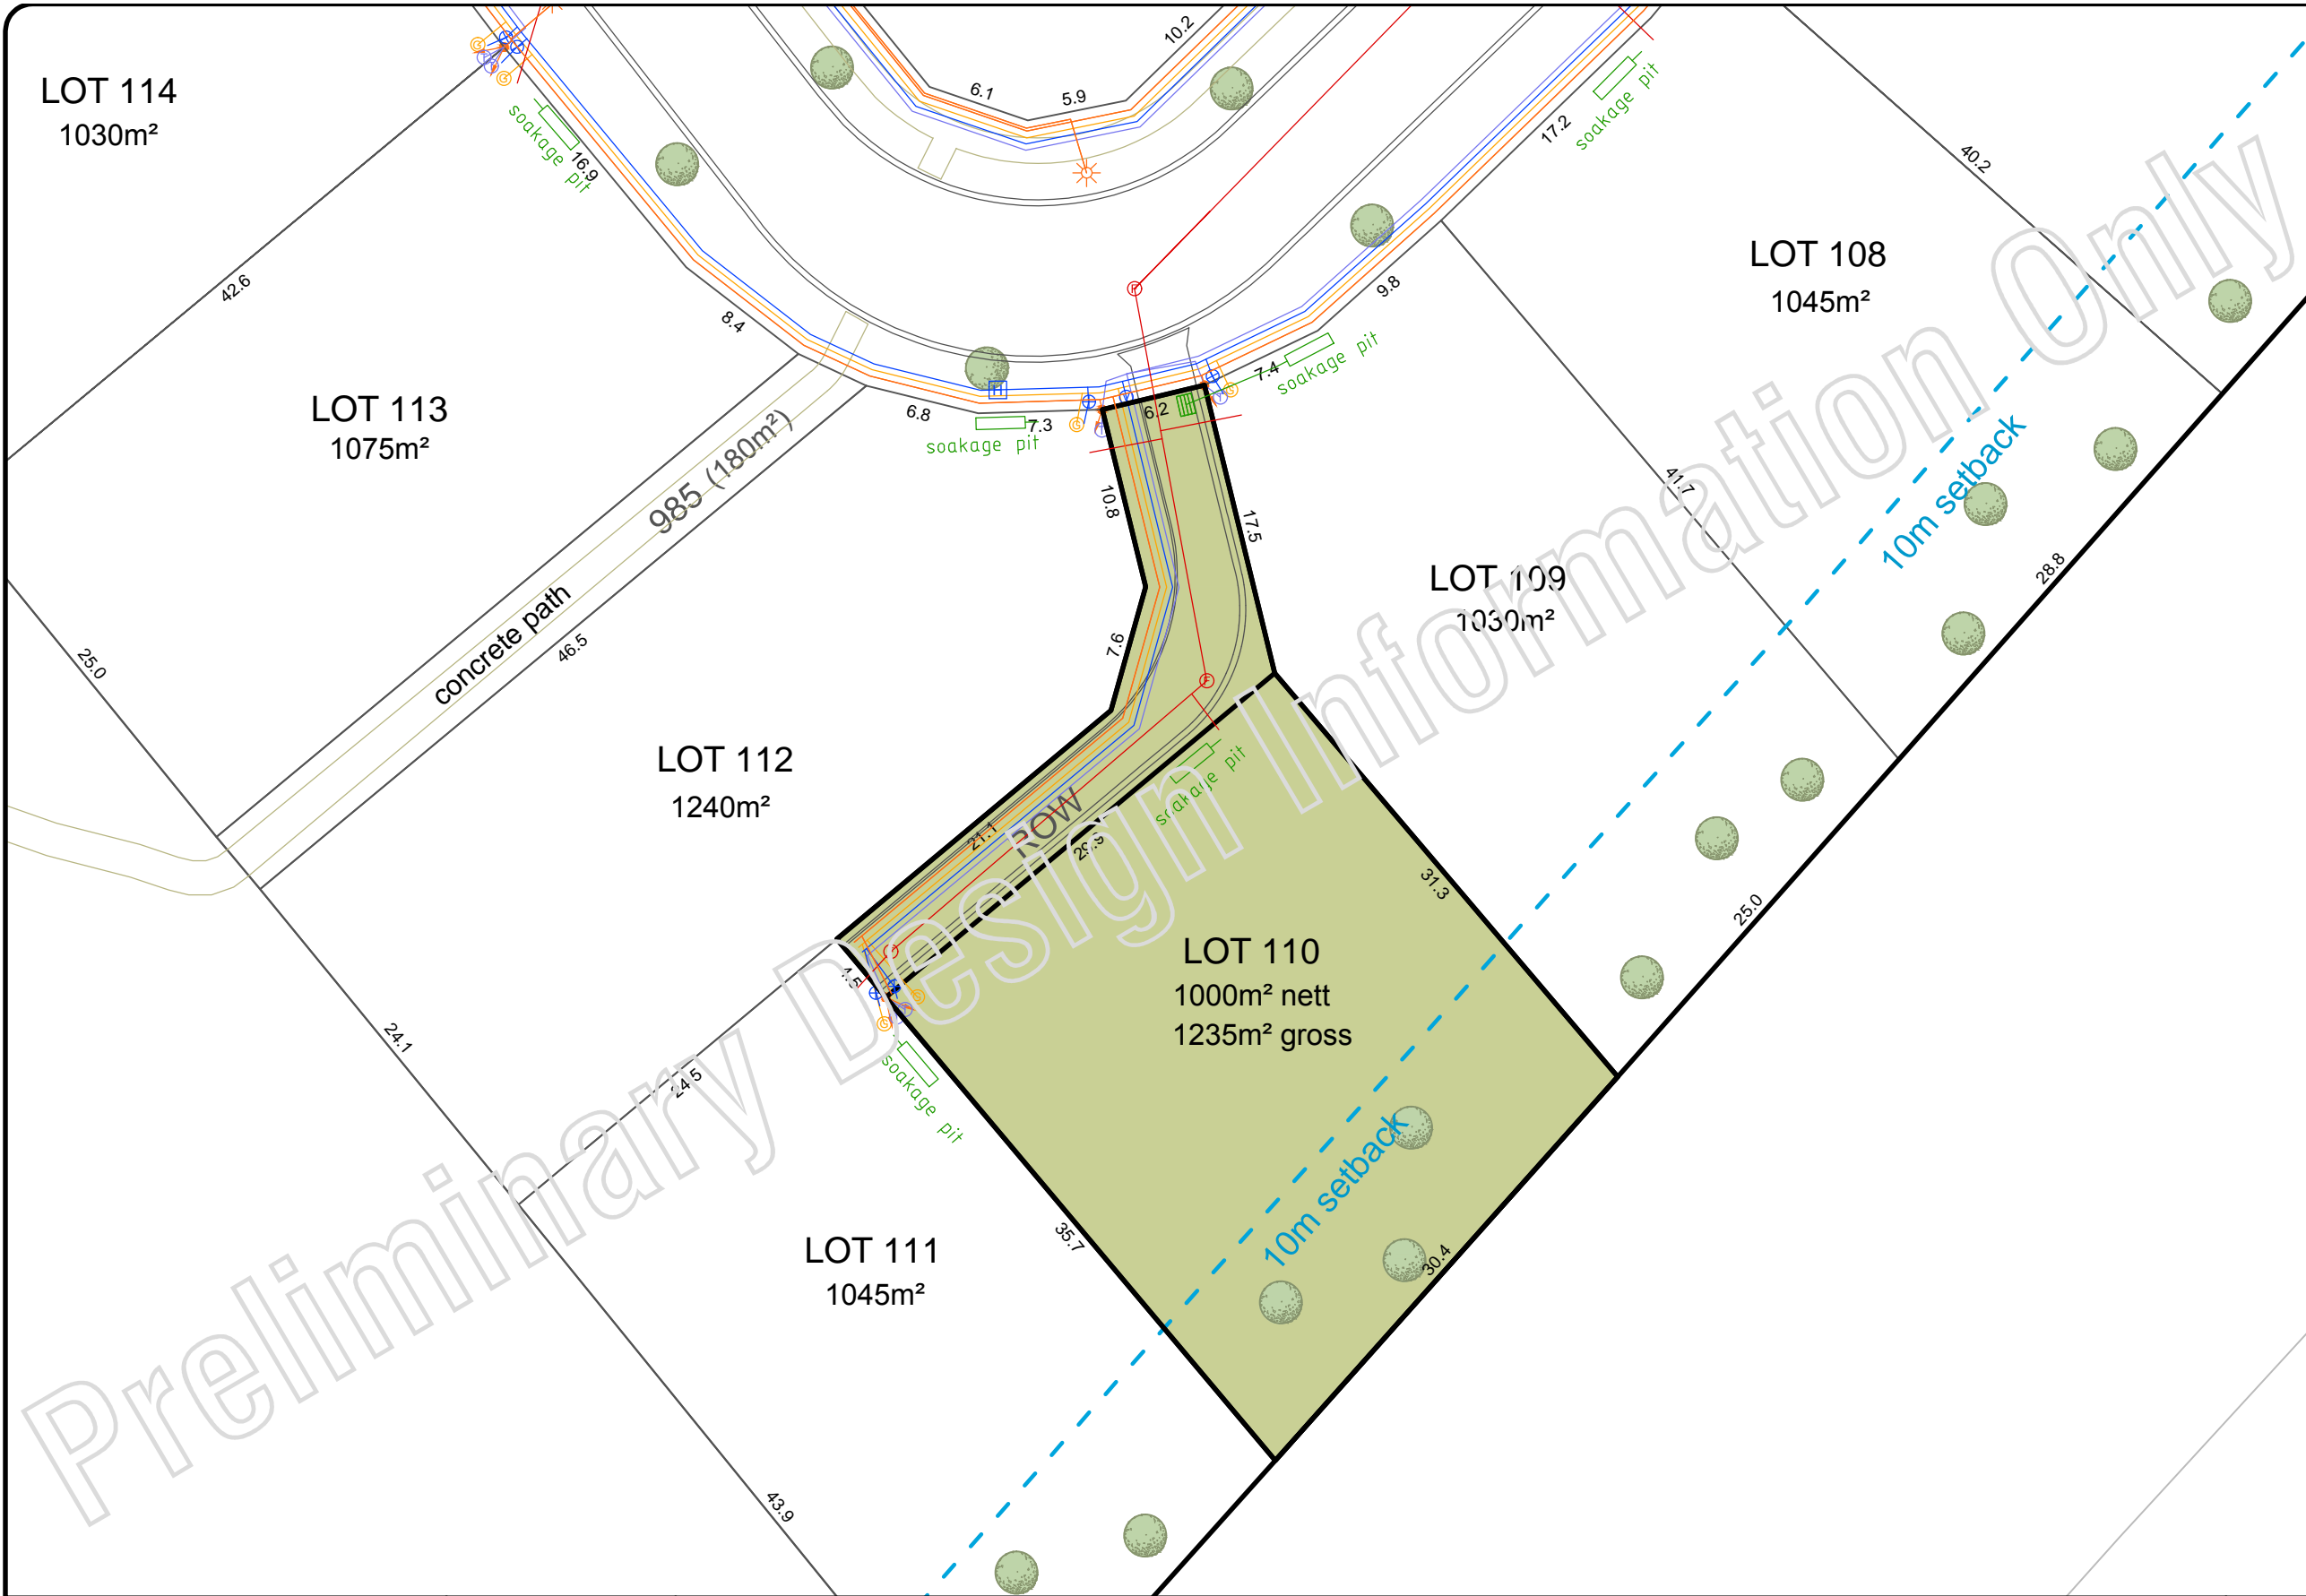 LOT 114
1030m²
10.2
6.1
5.9
soakage pit
16.9
soakage pit
17.2
40.2
42.6
LOT 108
1045m²
8.4
9.8
LOT 113
1075m²
6.8
7.3
soakage pit
6.2
7.4
soakage pit
985 (180m²)
10.8
17.5
41.7
10m setback
28.8
LOT 109
1030m²
concrete path
46.5
25.0
7.6
LOT 112
1240m²
soakage pit
ROW
21.1
29.9
31.3
25.0
LOT 110
1000m² nett
1235m² gross
4.5
24.1
24.5
soakage pit
10m setback
30.4
35.7
LOT 111
1045m²
43.9
Preliminary Design Information Only
H